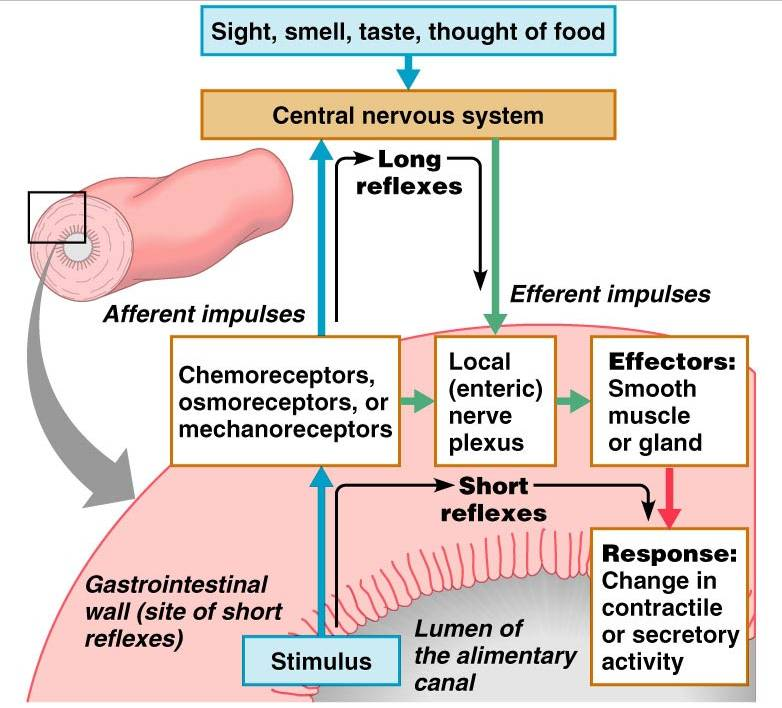 Sight, smell, taste, thought of food
Central nervous system
Long
reflexes
Afferent impulses
Efferent impulses
Chemoreceptors,
osmoreceptors, or
mechanoreceptors
Local
(enteric)
nerve
plexus
Effectors:
Smooth
muscle
or gland
Short
reflexes
Gastrointestinal
wall (site of short
reflexes)
Stimulus
Lumen of
the alimentary
canal
Response:
Change in
contractile
or secretory
activity